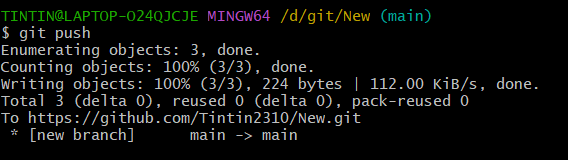 TINTIN@LAPTOP-O24QJCJE MINGW64 /d/git/New (main)
$ git push
Enumerating objects: 3, done.
Counting objects: 100% (3/3), done.
Writing objects: 100% (3/3), 224 bytes | 112.00 KiB/s, done.
Total 3 (delta 0), reused 0 (delta 0), pack-reused 0
To https://github.com/Tintin2310/New.git
 * [new branch]      main -> main